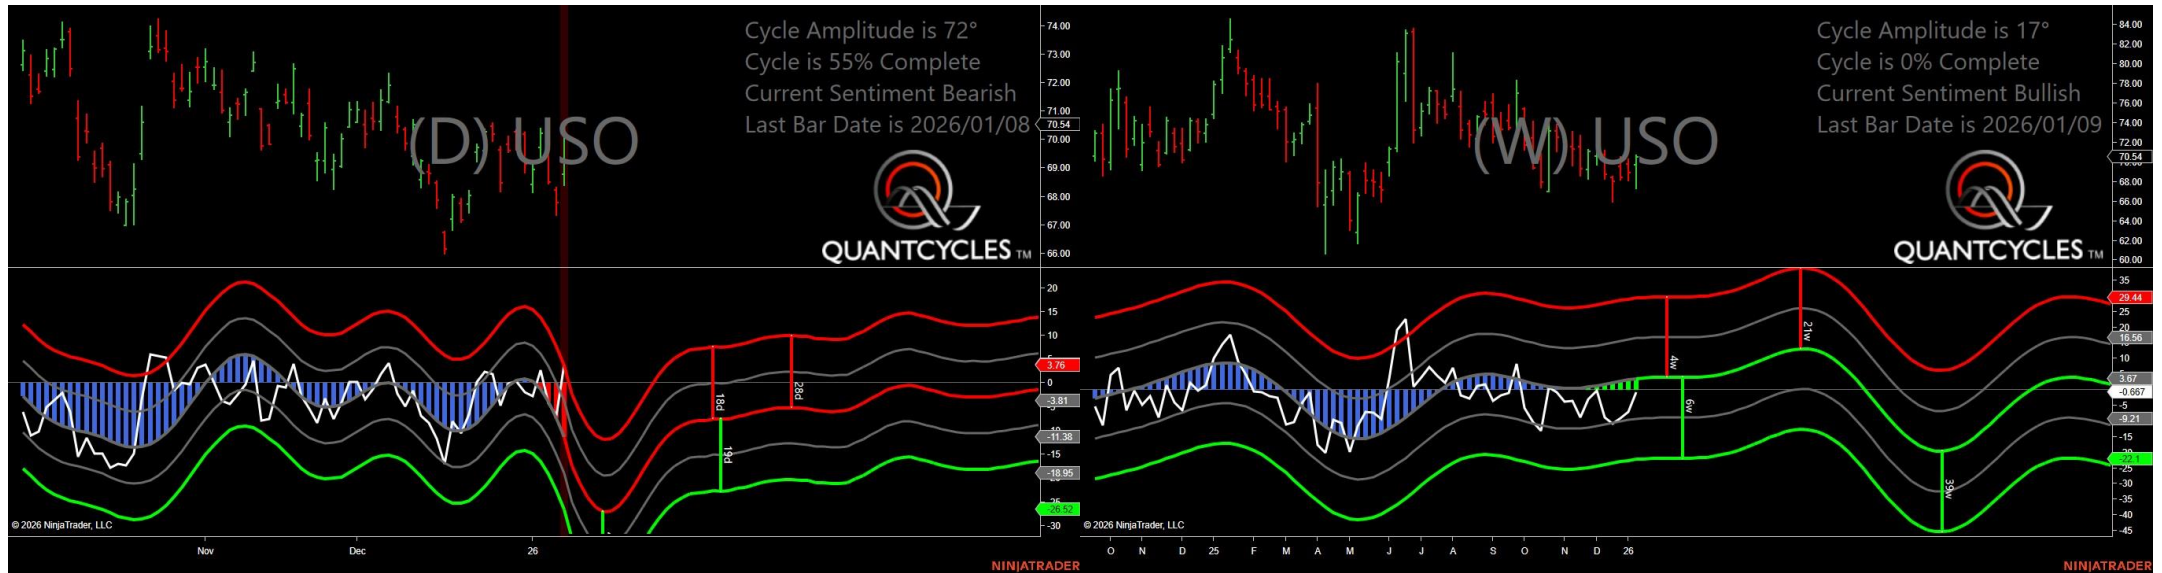 Cycle Amplitude is 72°
Cycle is 55% Complete
Current Sentiment Bearish
Last Bar Date is 2026/01/08
(D) USO
QUANTCYCLES TM
74.00
73.00
72.00
71.00
70.54
70.00
69.00
68.00
67.00
66.00
20
15
10
5
3.76
0
-3.81
-11.38
-15
-18.95
-26.52
-30
18d
28d
19d
© 2026 NinjaTrader, LLC
Nov
Dec
26
NINJATRADER
Cycle Amplitude is 17°
Cycle is 0% Complete
Current Sentiment Bullish
Last Bar Date is 2026/01/09
(W) USO
QUANTCYCLES TM
84.00
82.00
80.00
78.00
76.00
74.00
72.00
70.54
68.00
66.00
64.00
62.00
60.00
35
29.44
25
20
16.56
10
3.67
-0.667
-5
-9.21
-15
-22.1
-25
-30
-35
-40
-45
4w
21w
6w
39w
© 2026 NinjaTrader, LLC
O N D 25 F M A M J J A S O N D 26
NINJATRADER